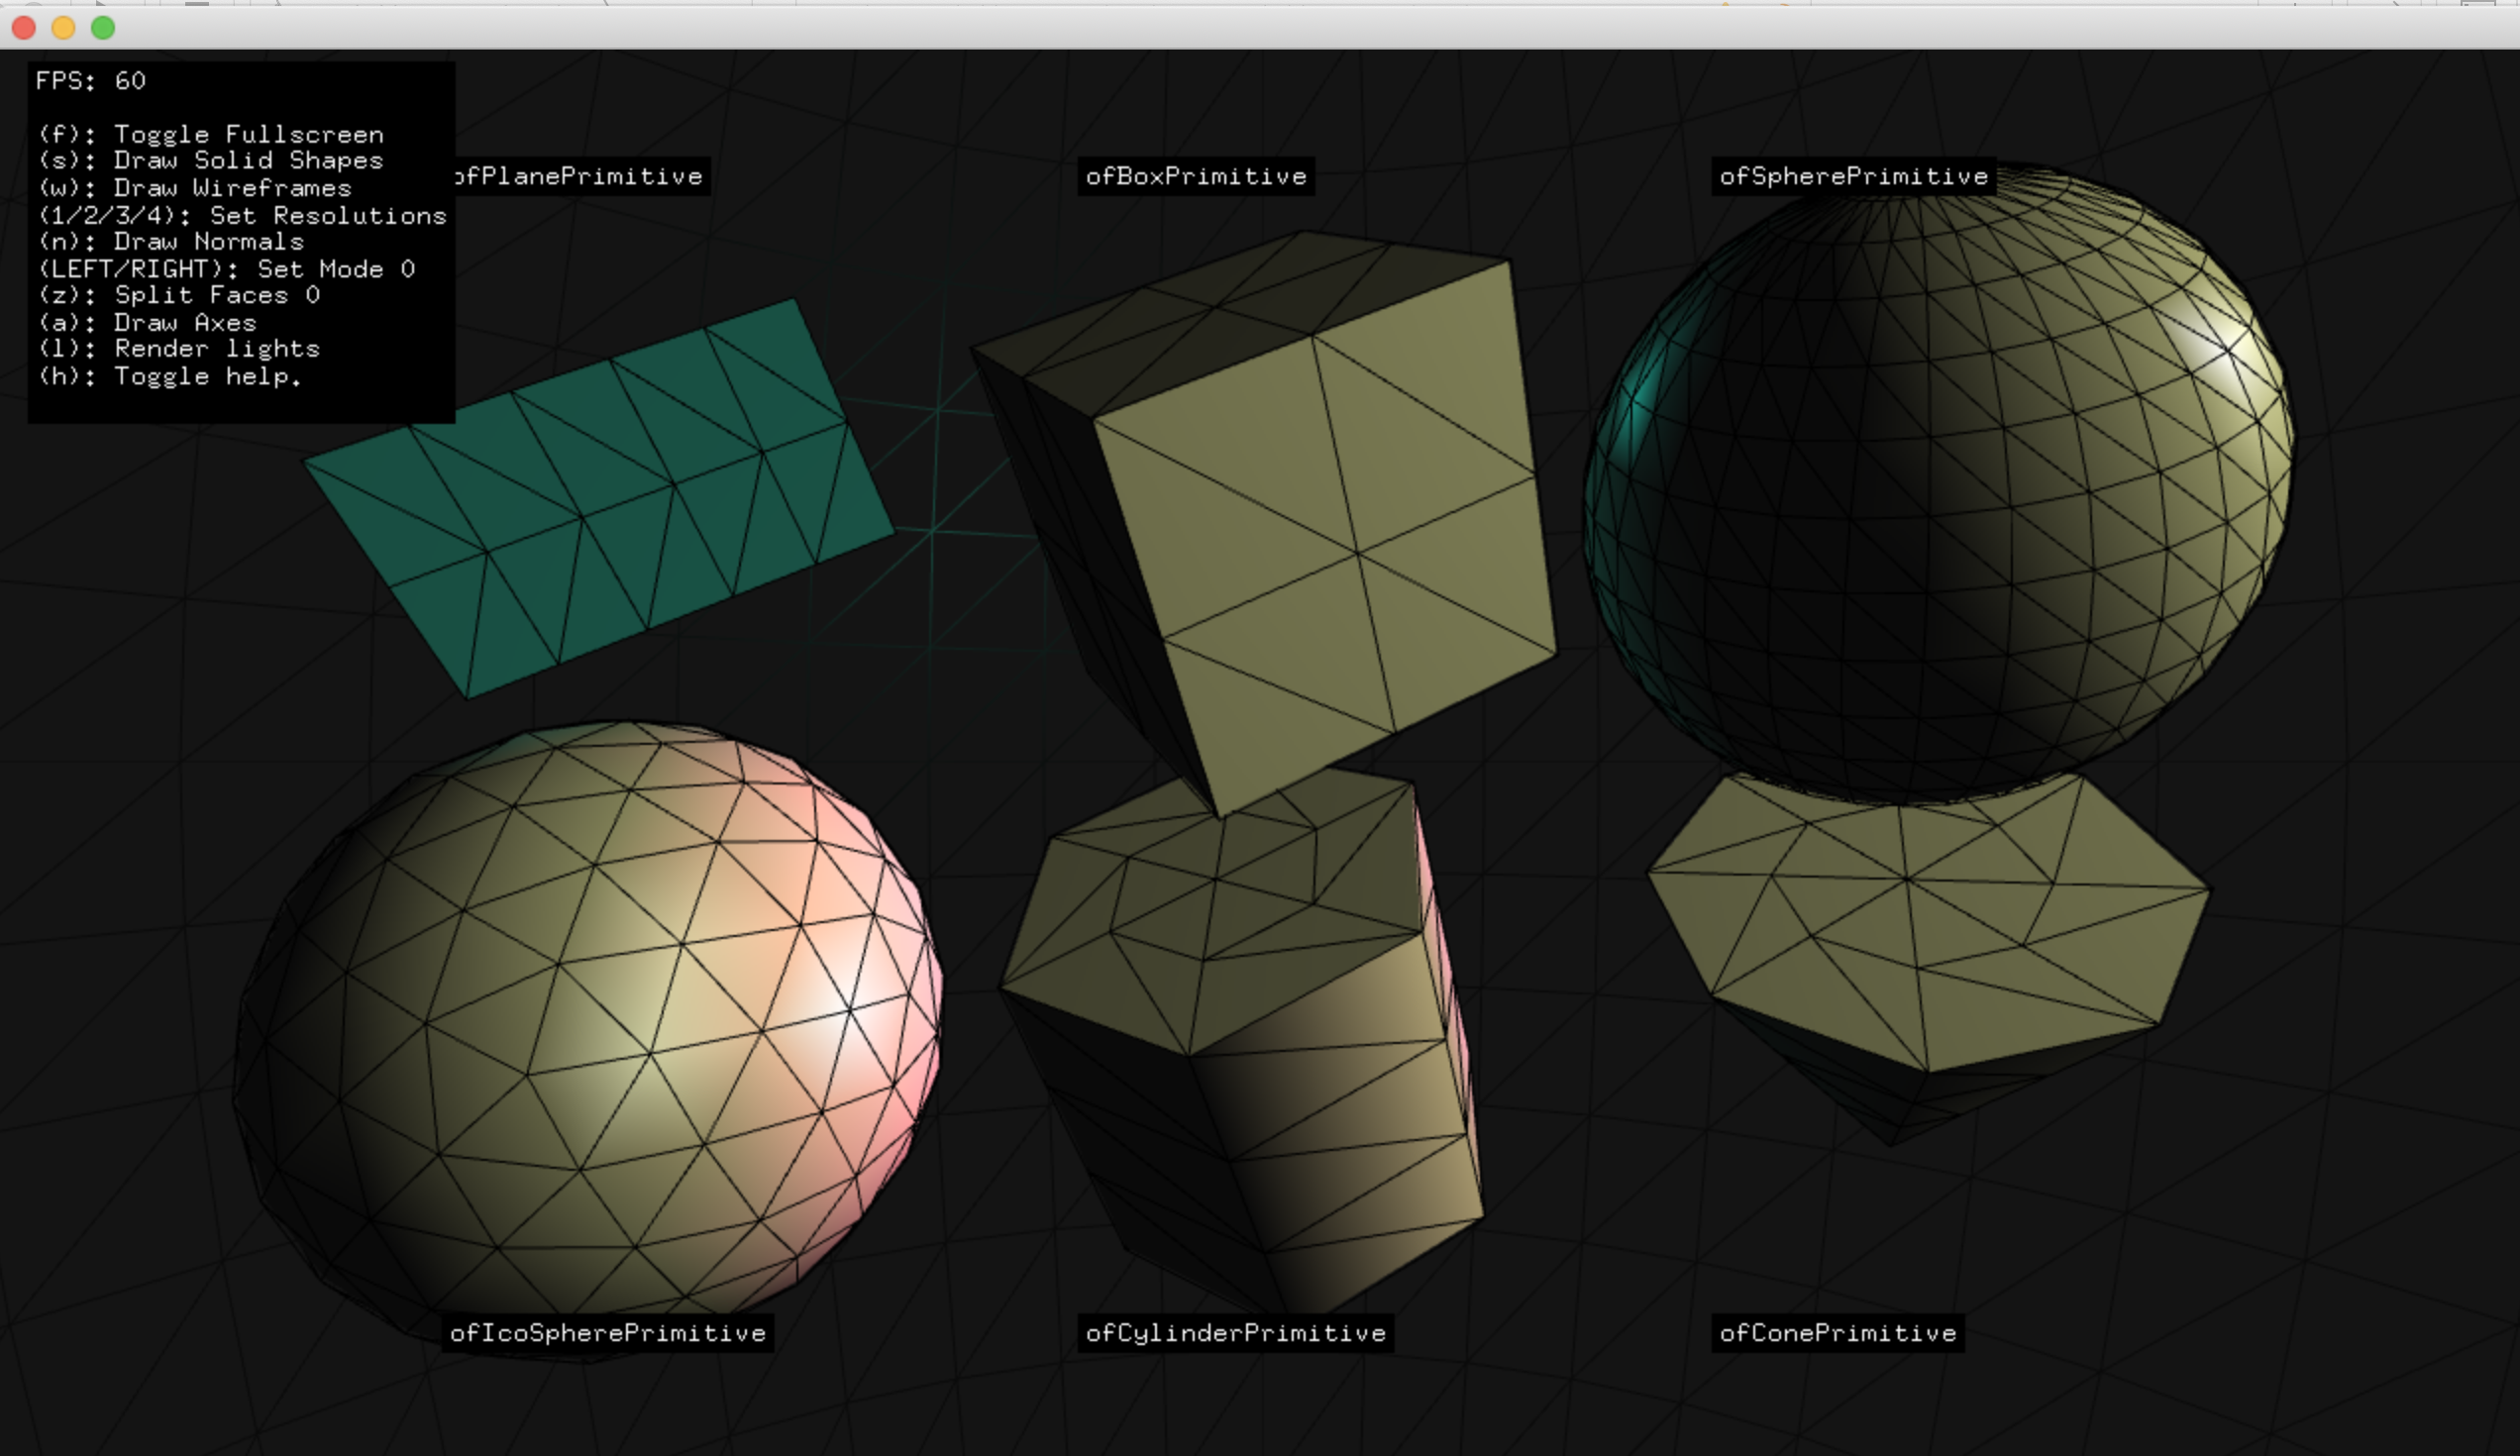 FPS: 60
(f): Toggle Fullscreen
(s): Draw Solid Shapes
(w): Draw Wireframes
(1/2/3/4): Set Resolutions
(n): Draw Normals
(LEFT/RIGHT): Set Mode 0
(z): Split Faces 0
(a): Draw Axes
(l): Render lights
(h): Toggle help.
ofPlanePrimitive
ofBoxPrimitive
ofSpherePrimitive
ofIcoSpherePrimitive
ofCylinderPrimitive
ofConePrimitive